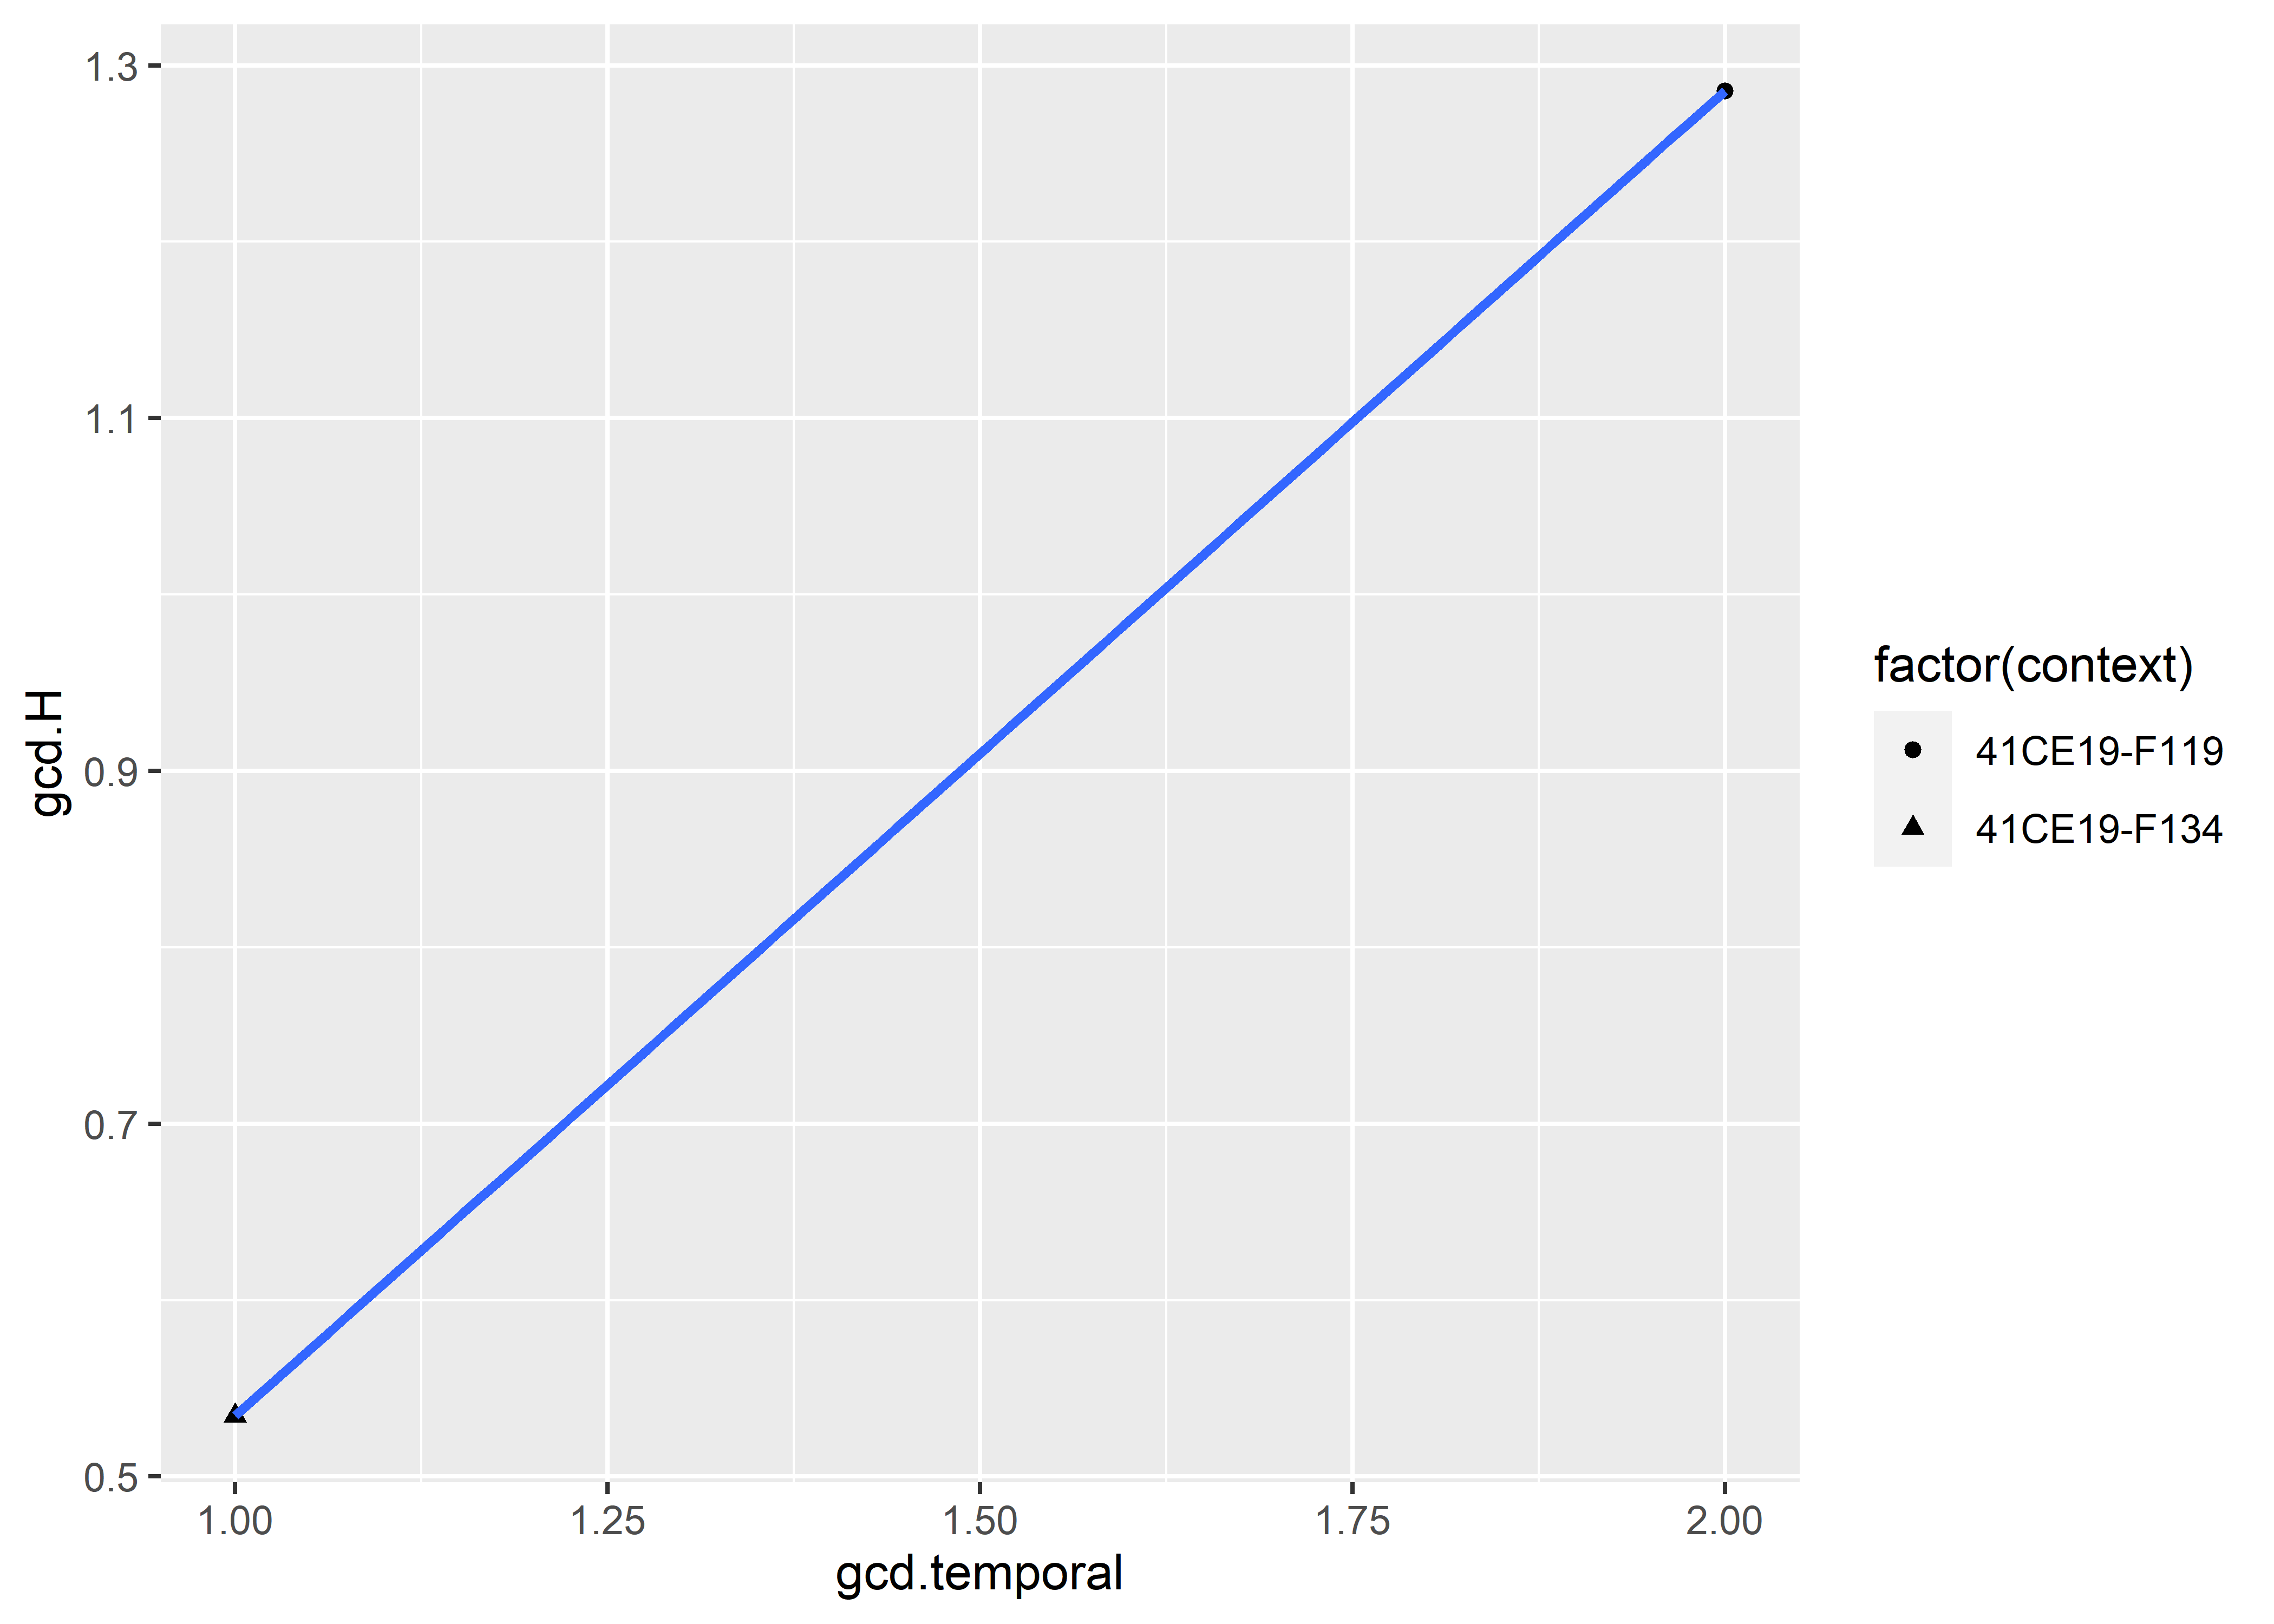 1.3
1.1
0.9
0.7
0.5
gcd.H
1.00
1.25
1.50
1.75
2.00
gcd.temporal
factor(context)
41CE19-F119
41CE19-F134